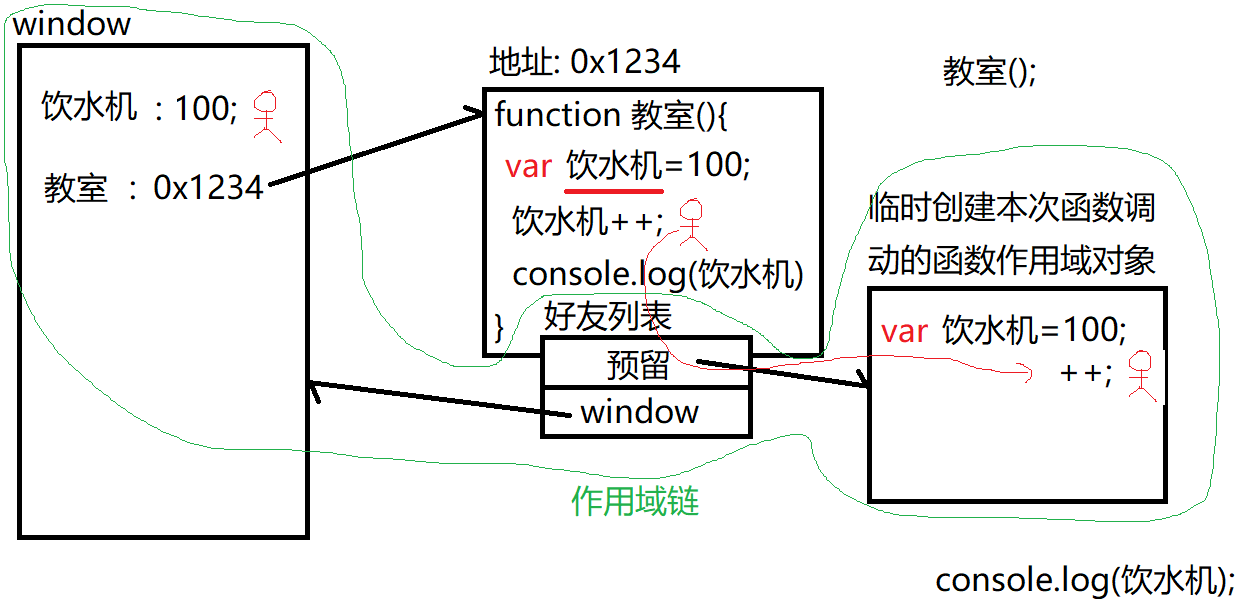 window
饮水机 : 100;
教室 : 0x1234
地址: 0x1234
function 教室(){
var 饮水机=100;
饮水机++;
console.log(饮水机)
}
好友列表
预留
window
作用域链
教室();
临时创建本次函数调
动的函数作用域对象
var 饮水机=100;
++;
console.log(饮水机);